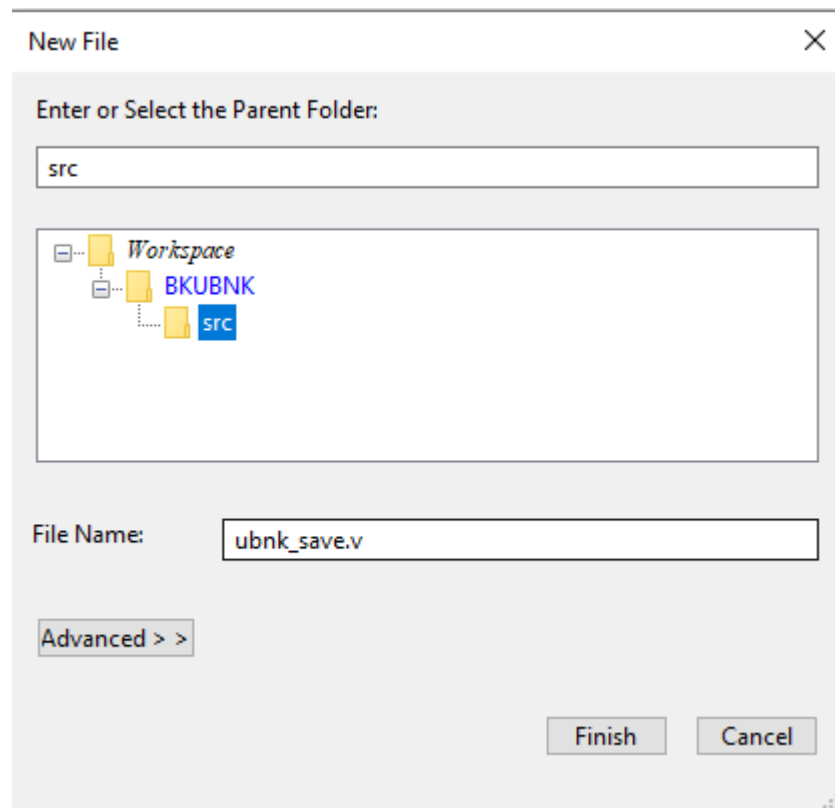 New File
Enter or Select the Parent Folder:
src
Workspace
BKUBNK
src
File Name:
ubnk_save.v
Advanced > >
Finish
Cancel